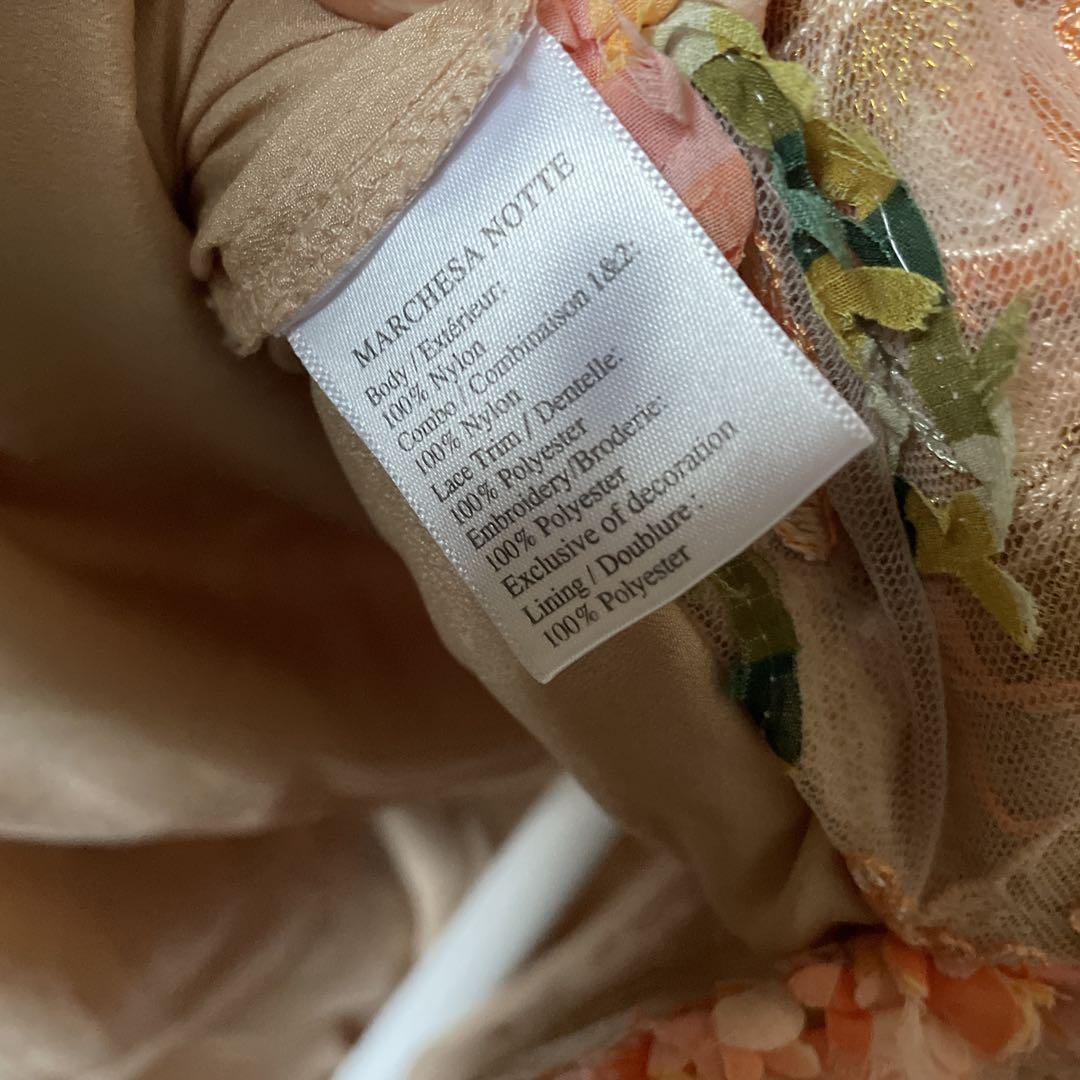 MARCHESA NOTTE
Body / Extérieur:
100% Nylon
Combo / Combinaison 1&2:
100% Nylon
Lace Trim / Dentelle:
100% Polyester
Embroidery/Broderie:
100% Polyester
Exclusive of decoration
Lining / Doublure :
100% Polyester